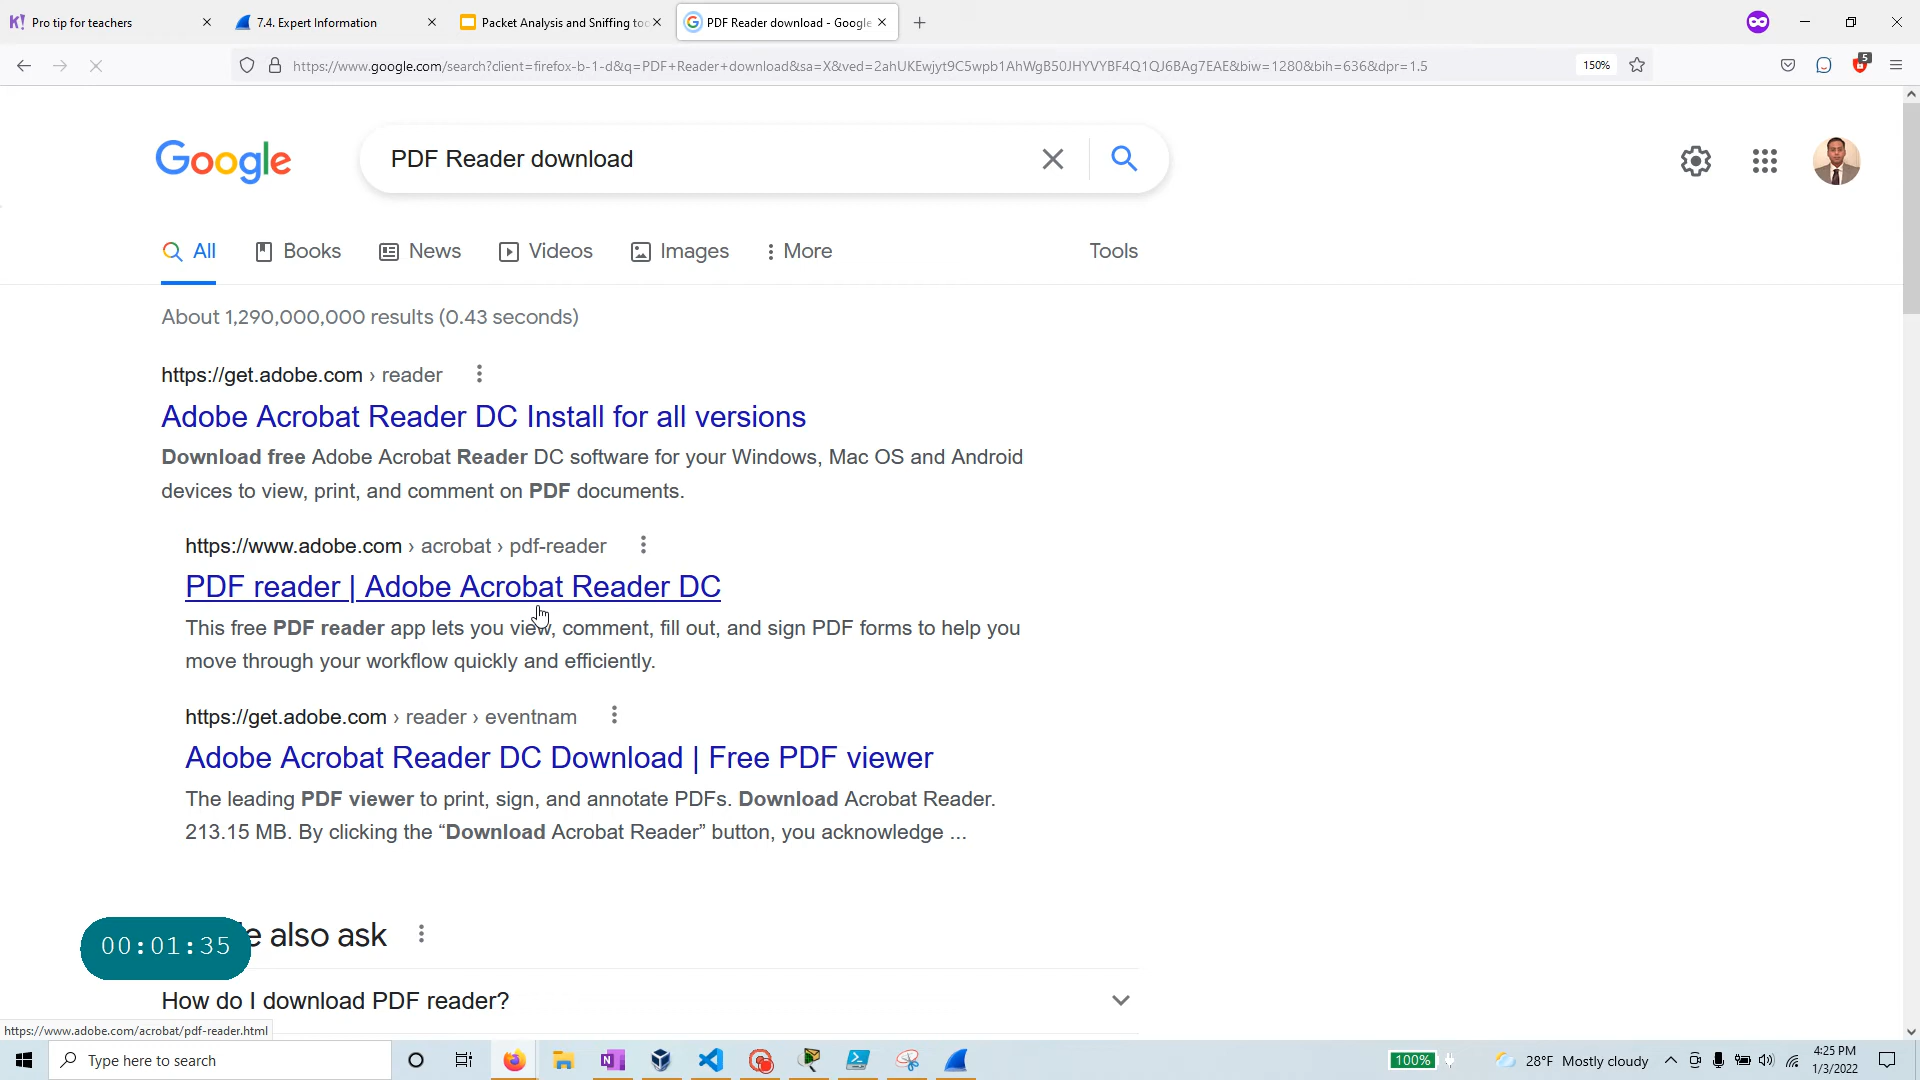 Pro tip for teachers
7.4. Expert Information
Packet Analysis and Sniffing too
PDF Reader download - Google
https://www.google.com/search?client=firefox-b-1-d&q=PDF+Reader+download&sa=X&ved=2ahUKEwjyt9C5wpb1AhWgB50JHYVYBF4Q1QJ6BAg7EAE&biw=1280&bih=636&dpr=1.5
150%
5
Google
PDF Reader download
All
Books
News
Videos
Images
More
Tools
About 1,290,000,000 results (0.43 seconds)
https://get.adobe.com › reader
Adobe Acrobat Reader DC Install for all versions
Download free Adobe Acrobat Reader DC software for your Windows, Mac OS and Android
devices to view, print, and comment on PDF documents.
https://www.adobe.com › acrobat › pdf-reader
PDF reader | Adobe Acrobat Reader DC
This free PDF reader app lets you view, comment, fill out, and sign PDF forms to help you
move through your workflow quickly and efficiently.
https://get.adobe.com › reader › eventnam
Adobe Acrobat Reader DC Download | Free PDF viewer
The leading PDF viewer to print, sign, and annotate PDFs. Download Acrobat Reader.
213.15 MB. By clicking the “Download Acrobat Reader” button, you acknowledge ...
00:01:35
e also ask
How do I download PDF reader?
https://www.adobe.com/acrobat/pdf-reader.html
Type here to search
100%
28°F Mostly cloudy
4:25 PM
1/3/2022